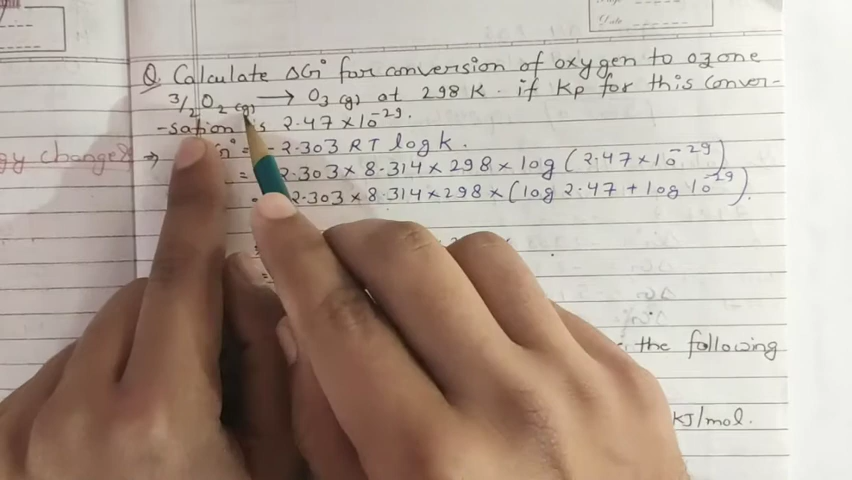 Date
Q. Calculate ΔG° for conversion of oxygen to ozone
3/2 O2 (g) → O3 (g) at 298 K. if Kp for this conver-
-sation is 2.47 × 10^-29.
gy change ⇒ G° = - 2.303 RT log K.
= 2.303 × 8.314 × 298 × log (2.47 × 10^-29)
= 2.303 × 8.314 × 298 × (log 2.47 + log 10^-29).
the following
KJ/mol.